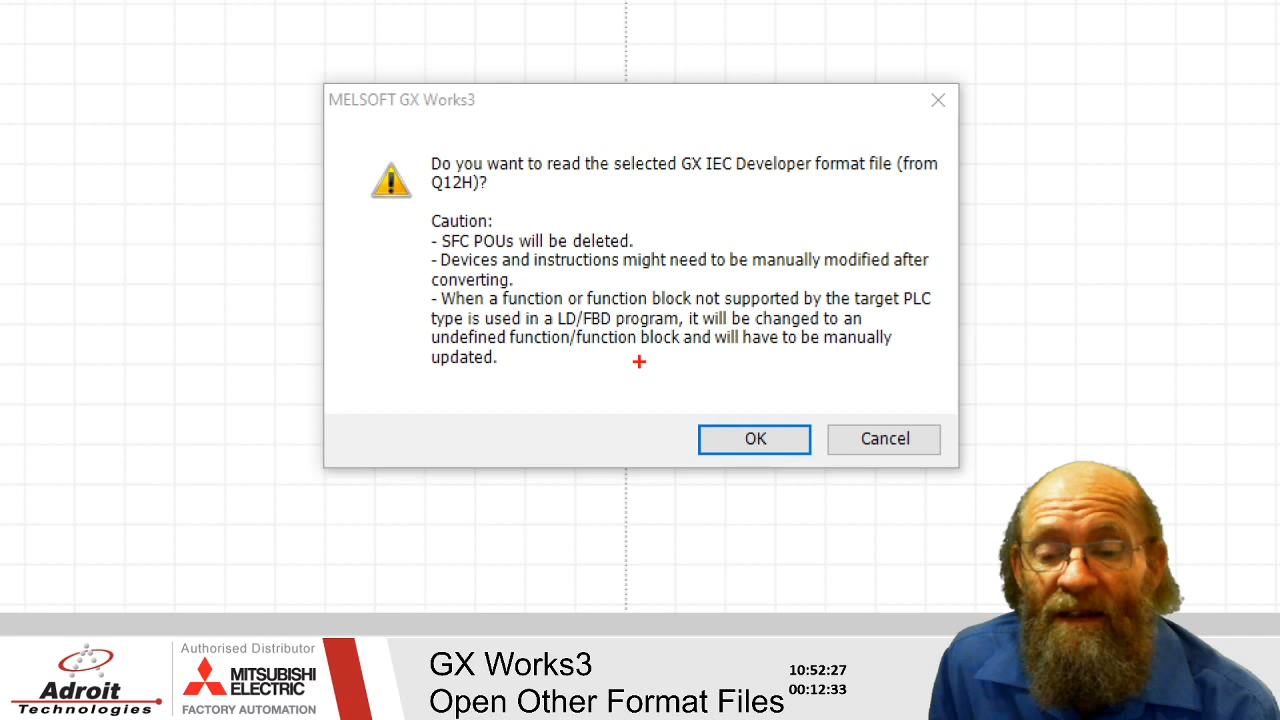 MELSOFT GX Works3
Do you want to read the selected GX IEC Developer format file (from
Q12H)?
Caution:
- SFC POUs will be deleted.
- Devices and instructions might need to be manually modified after
converting.
- When a function or function block not supported by the target PLC
type is used in a LD/FBD program, it will be changed to an
undefined function/function block and will have to be manually
updated.
OK
Cancel
Adroit
Technologies
Authorised Distributor
MITSUBISHI
ELECTRIC
FACTORY AUTOMATION
GX Works3
Open Other Format Files
10:52:27
00:12:33